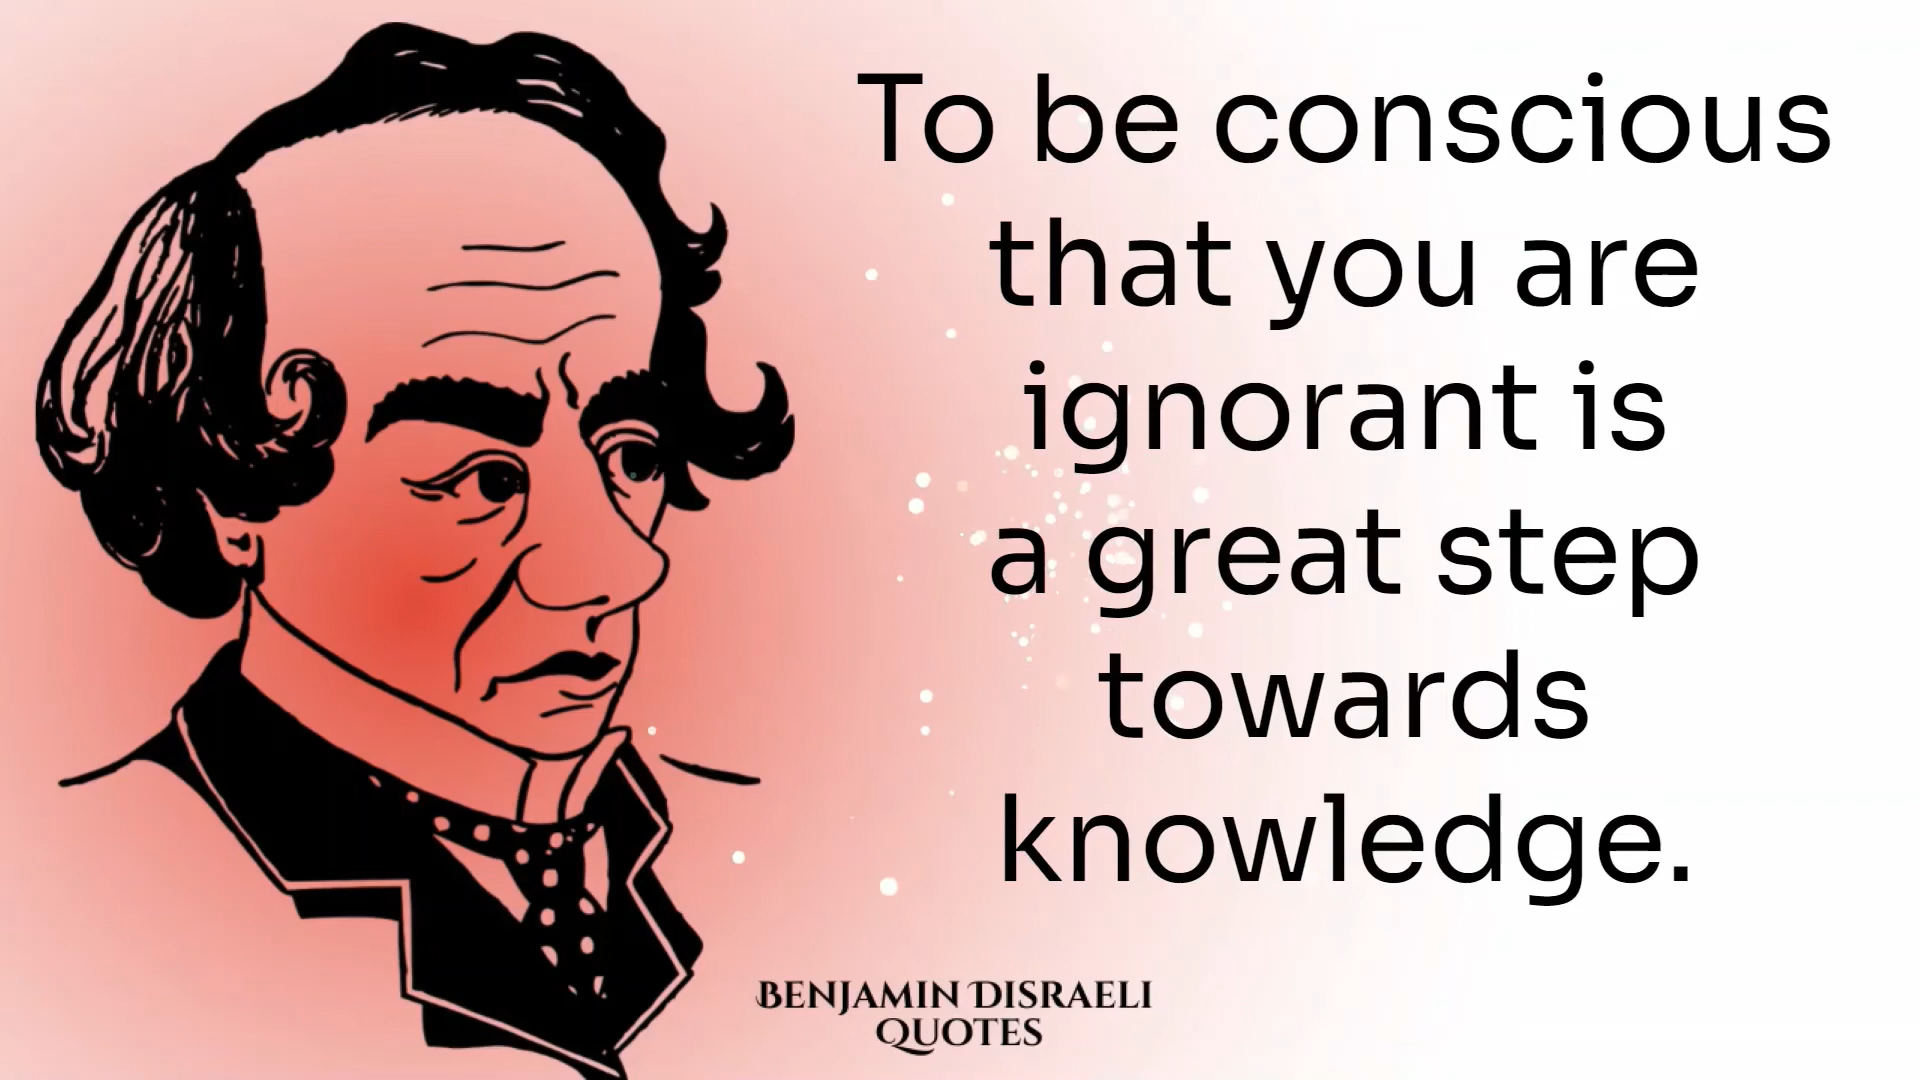 To be conscious
that you are
ignorant is
a great step
towards
knowledge.
BENJAMIN DISRAELI
QUOTES